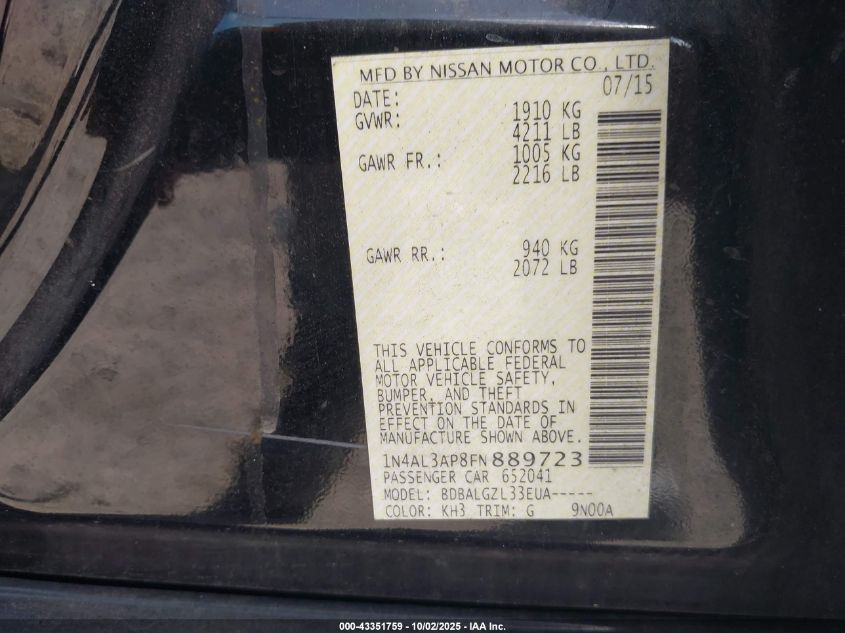 MFD BY NISSAN MOTOR CO., LTD.
DATE: 07/15
GVWR: 1910 KG
4211 LB
GAWR FR.: 1005 KG
2216 LB
GAWR RR.: 940 KG
2072 LB
THIS VEHICLE CONFORMS TO
ALL APPLICABLE FEDERAL
MOTOR VEHICLE SAFETY,
BUMPER, AND THEFT
PREVENTION STANDARDS IN
EFFECT ON THE DATE OF
MANUFACTURE SHOWN ABOVE.
1N4AL3AP8FN889723
PASSENGER CAR 652041
MODEL: BDBALGZL33EUA-----
COLOR: KH3 TRIM: G 9N00A
000-43351759 - 10/02/2025 - IAA Inc.